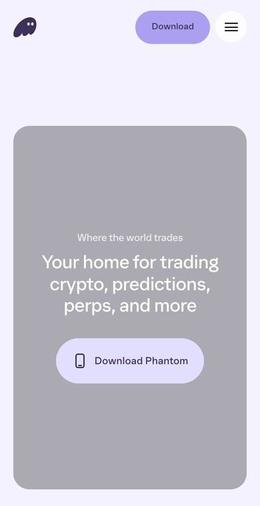 Download
Where the world trades
Your home for trading
crypto, predictions,
perps, and more
Download Phantom